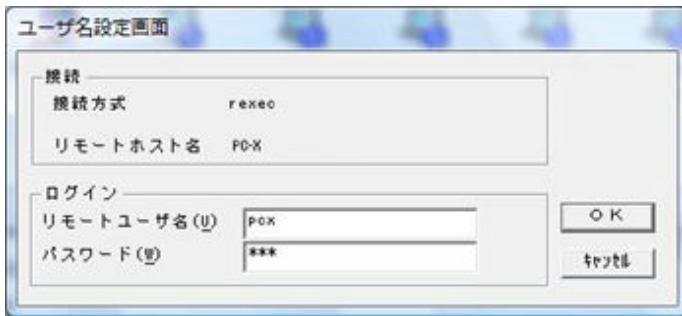 ユーザ名設定画面
接続
接続方式 rexec
リモートホスト名 PC-X
ログイン
リモートユーザ名(U) pcx
パスワード(W) ***
OK
キャンセル